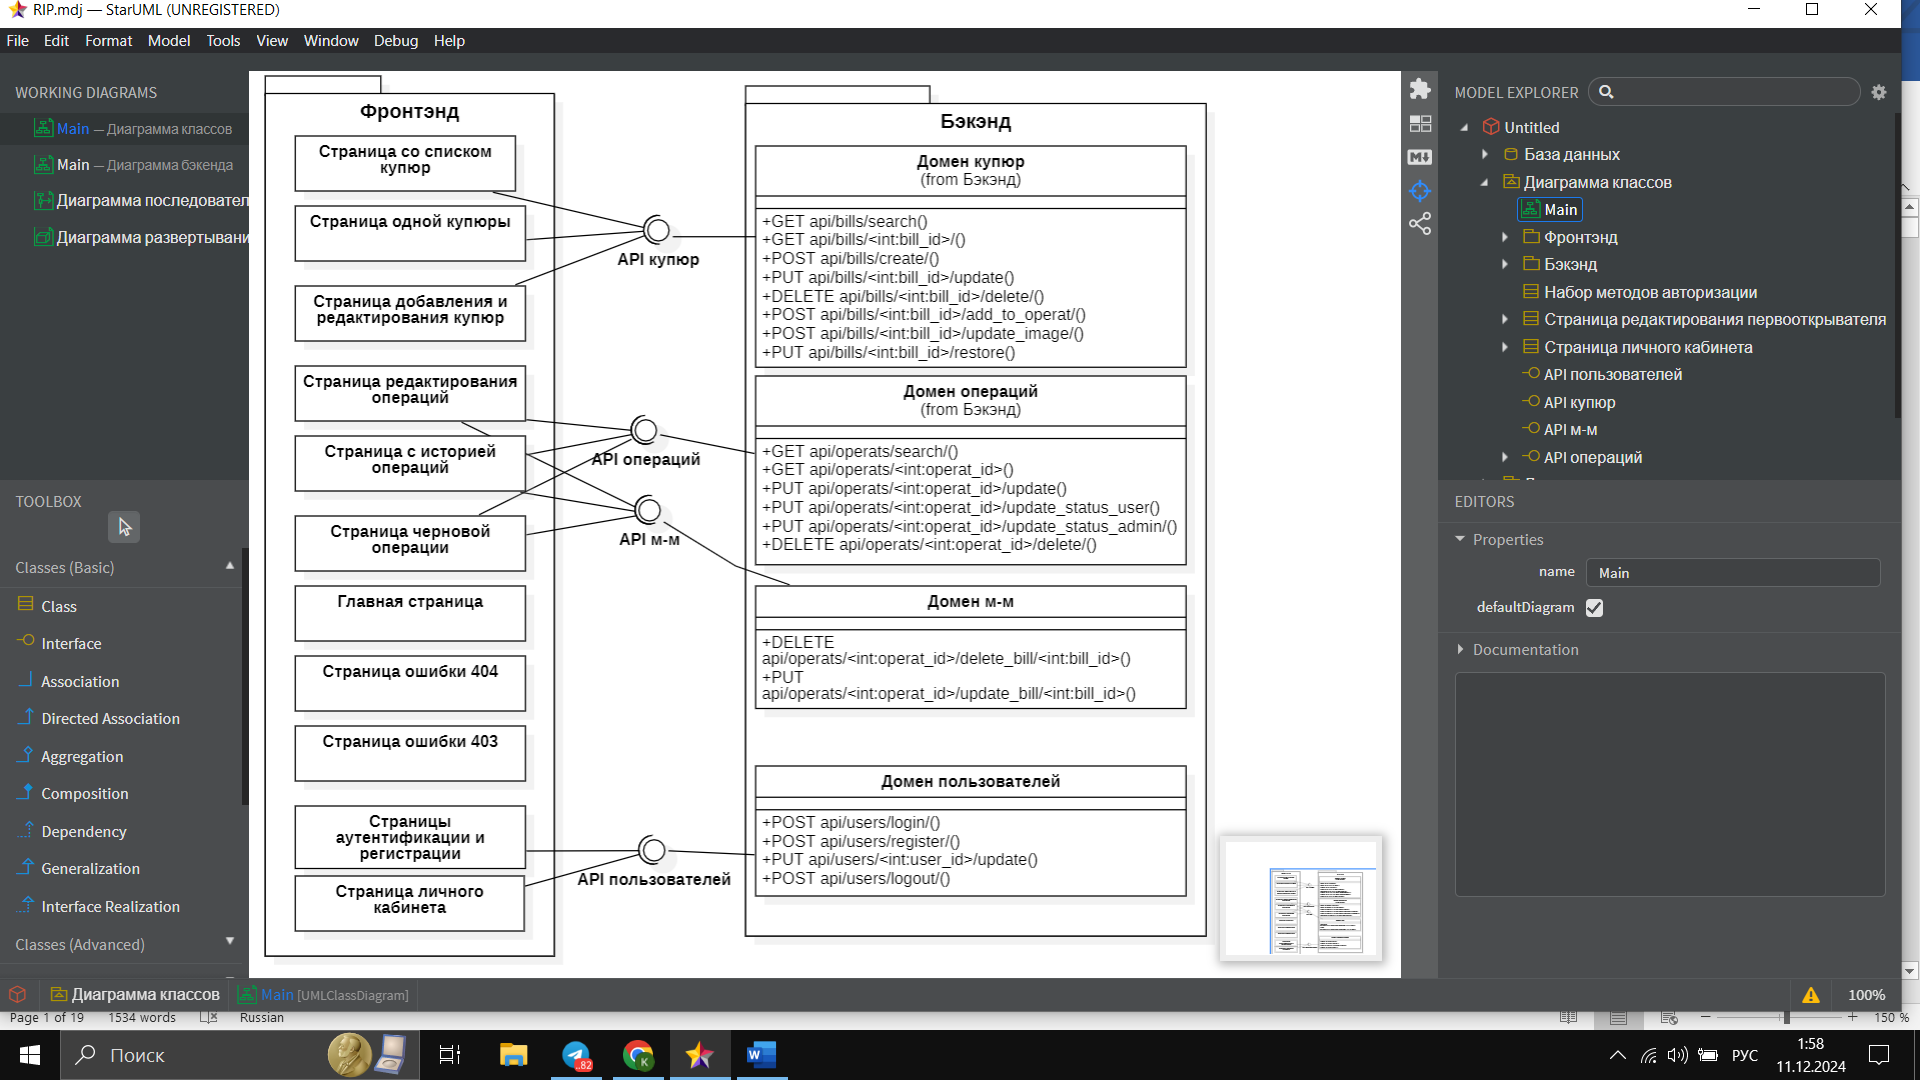 RIP.mdj — StarUML (UNREGISTERED)
File Edit Format Model Tools View Window Debug Help
WORKING DIAGRAMS
Main — Диаграмма классов
Main — Диаграмма бэкенда
Диаграмма последовател
Диаграмма развертывани
TOOLBOX
Classes (Basic)
Class
Interface
Association
Directed Association
Aggregation
Composition
Dependency
Generalization
Interface Realization
Classes (Advanced)
Фронтэнд
Страница со списком
купюр
Страница одной купюры
Страница добавления и
редактирования купюр
Страница редактирования
операций
Страница с историей
операций
Страница черновой
операции
Главная страница
Страница ошибки 404
Страница ошибки 403
Страницы
аутентификации и
регистрации
Страница личного
кабинета
API купюр
API операций
API м-м
API пользователей
Бэкэнд
Домен купюр
(from Бэкэнд)
+GET api/bills/search()
+GET api/bills/<int:bill_id>/()
+POST api/bills/create/()
+PUT api/bills/<int:bill_id>/update()
+DELETE api/bills/<int:bill_id>/delete/()
+POST api/bills/<int:bill_id>/add_to_operat/()
+POST api/bills/<int:bill_id>/update_image/()
+PUT api/bills/<int:bill_id>/restore()
Домен операций
(from Бэкэнд)
+GET api/operats/search/()
+GET api/operats/<int:operat_id>()
+PUT api/operats/<int:operat_id>/update()
+PUT api/operats/<int:operat_id>/update_status_user()
+PUT api/operats/<int:operat_id>/update_status_admin/()
+DELETE api/operats/<int:operat_id>/delete/()
Домен м-м
+DELETE
api/operats/<int:operat_id>/delete_bill/<int:bill_id>()
+PUT
api/operats/<int:operat_id>/update_bill/<int:bill_id>()
Домен пользователей
+POST api/users/login/()
+POST api/users/register/()
+PUT api/users/<int:user_id>/update()
+POST api/users/logout/()
MODEL EXPLORER
Untitled
База данных
Диаграмма классов
Main
Фронтэнд
Бэкэнд
Набор методов авторизации
Страница редактирования первооткрывателя
Страница личного кабинета
API пользователей
API купюр
API м-м
API операций
EDITORS
Properties
name Main
defaultDiagram
Documentation
Диаграмма классов Main [UMLClassDiagram]
100%
Page 1 of 19 1534 words Russian
150 %
Поиск
82
K
РУС
1:58
11.12.2024